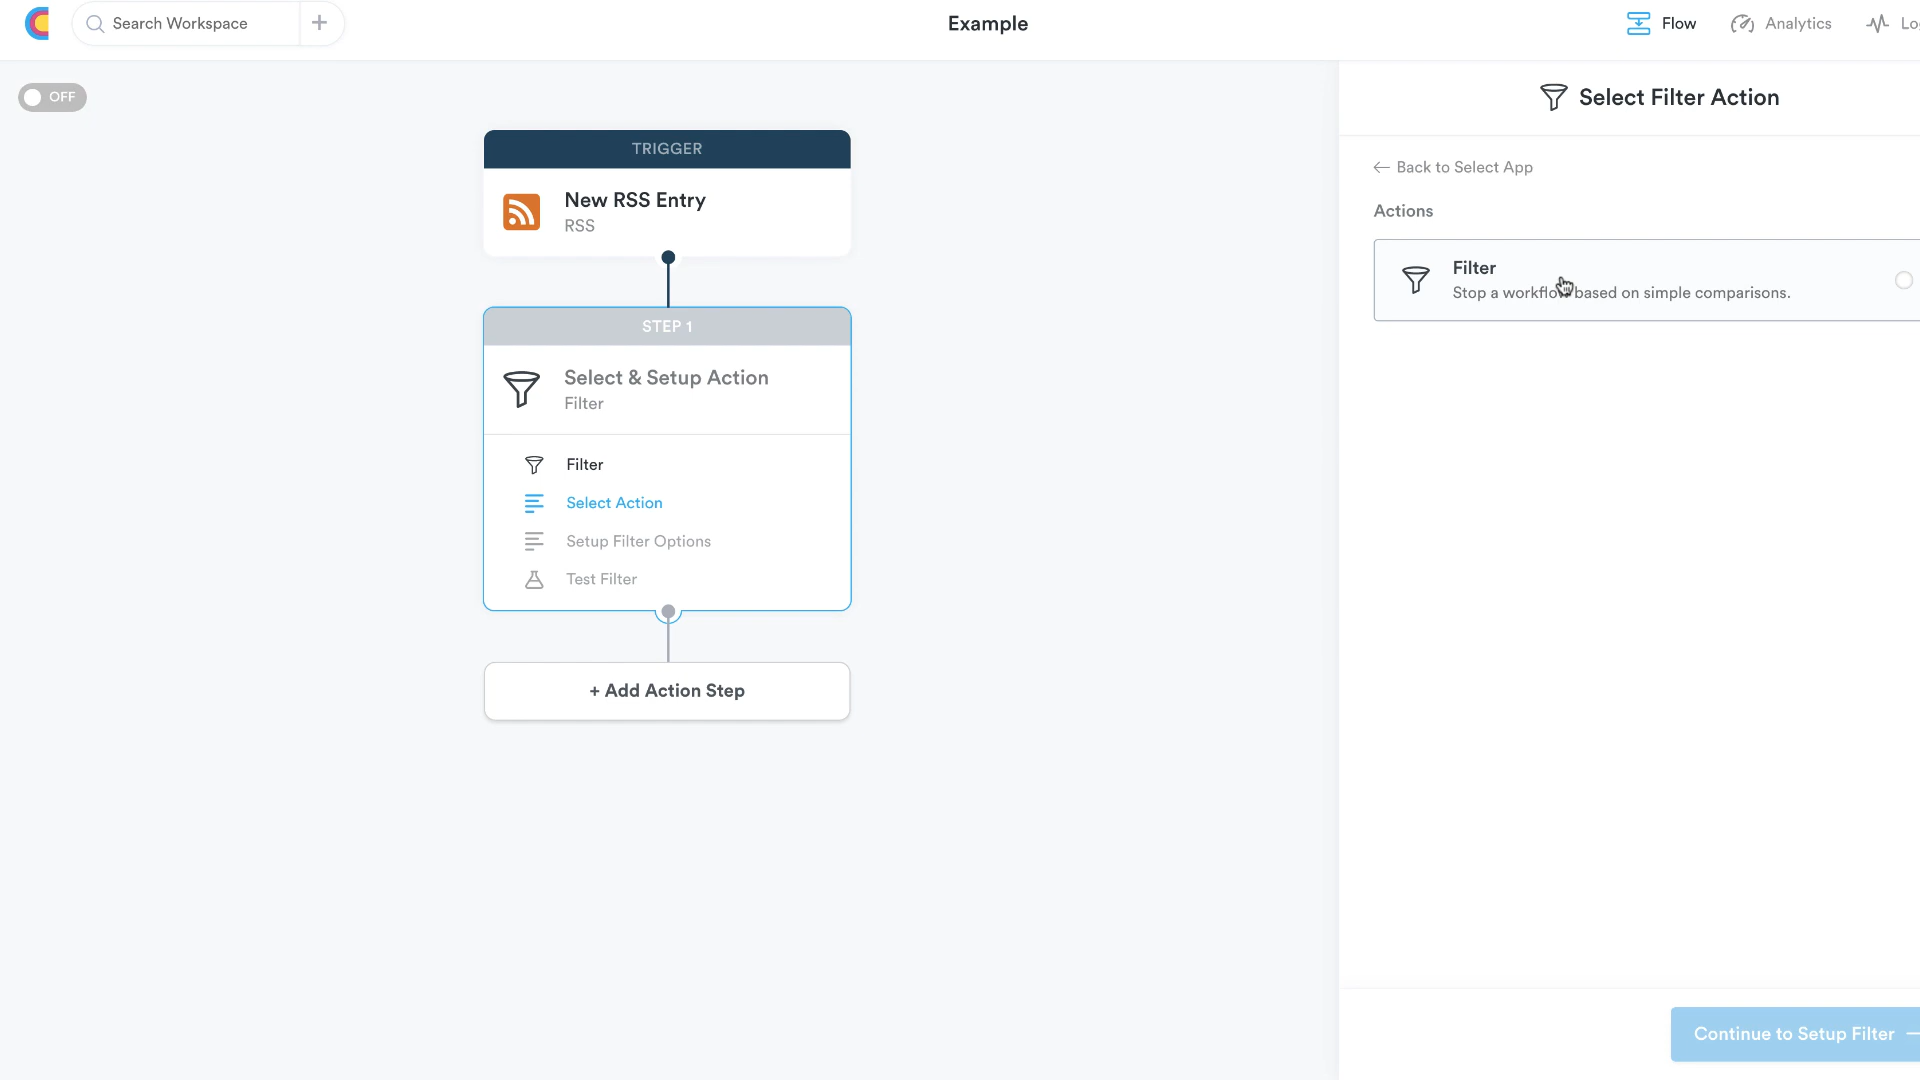 Search Workspace
+
Example
Flow
Analytics
OFF
Select Filter Action
TRIGGER
New RSS Entry
RSS
← Back to Select App
Actions
Filter
Stop a workflow based on simple comparisons.
STEP 1
Select & Setup Action
Filter
Filter
Select Action
Setup Filter Options
Test Filter
+ Add Action Step
Continue to Setup Filter